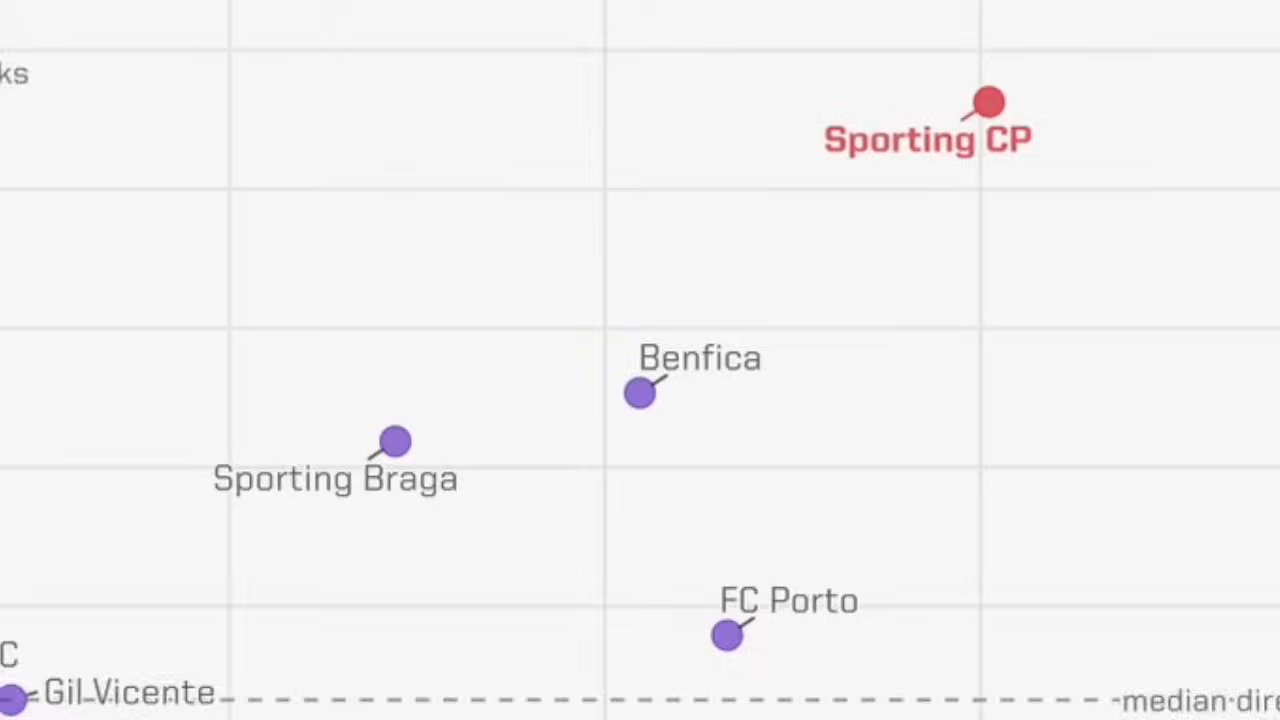 ks
Sporting CP
Benfica
Sporting Braga
FC Porto
C
Gil Vicente
median dire